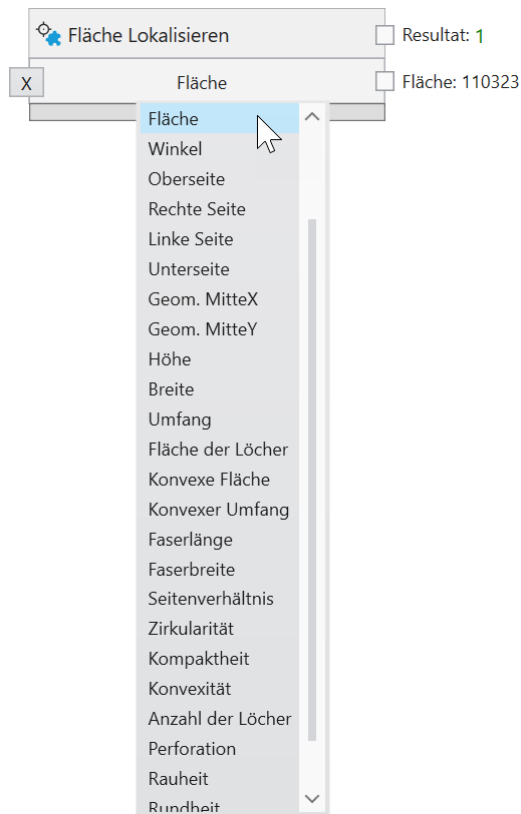 Fläche Lokalisieren
Resultat: 1
X
Fläche
Fläche: 110323
Fläche
Winkel
Oberseite
Rechte Seite
Linke Seite
Unterseite
Geom. MitteX
Geom. MitteY
Höhe
Breite
Umfang
Fläche der Löcher
Konvexe Fläche
Konvexer Umfang
Faserlänge
Faserbreite
Seitenverhältnis
Zirkularität
Kompaktheit
Konvexität
Anzahl der Löcher
Perforation
Rauheit
Rundheit